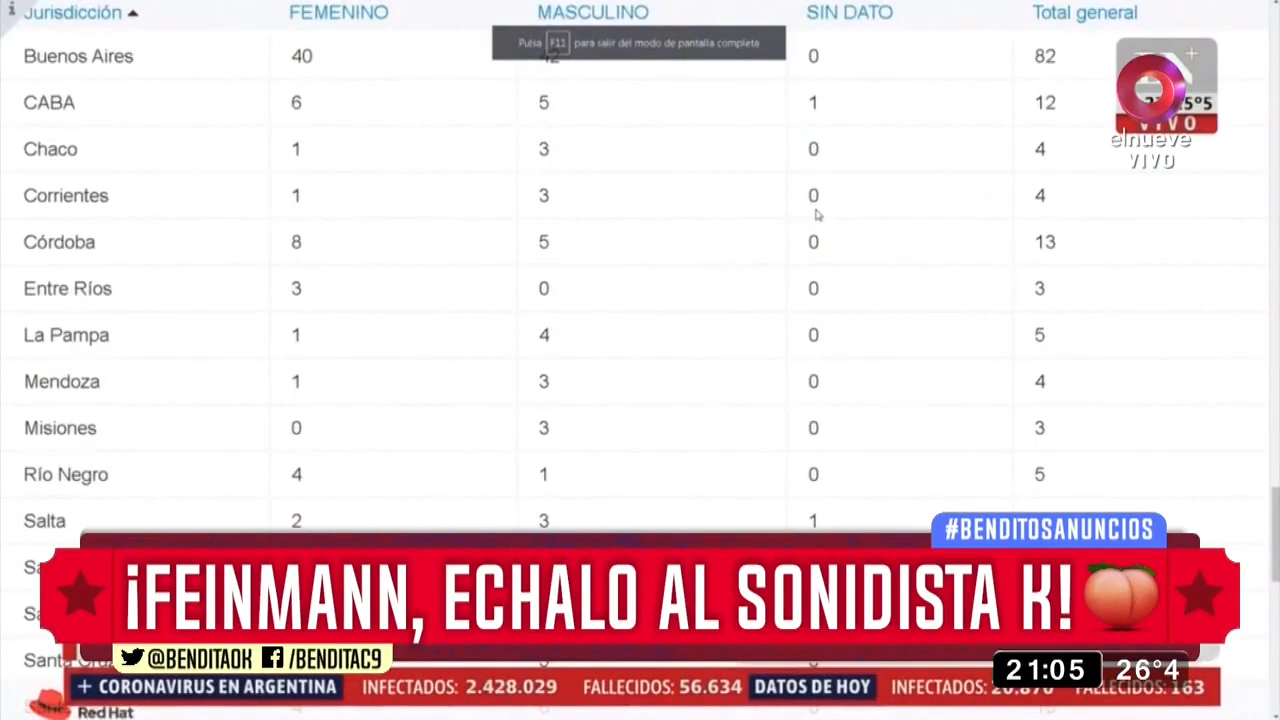 Jurisdicción FEMENINO MASCULINO SIN DATO Total general
Pulsa F11 para salir del modo de pantalla completa
Buenos Aires 40 42 0 82
CABA 6 5 1 12
Chaco 1 3 0 4
Corrientes 1 3 0 4
Córdoba 8 5 0 13
Entre Ríos 3 0 0 3
La Pampa 1 4 0 5
Mendoza 1 3 0 4
Misiones 0 3 0 3
Río Negro 4 1 0 5
Salta 2 3 1
VIVO
elnueve
VIVO
#BENDITOSANUNCIOS
¡FEINMANN, ECHALO AL SONIDISTA K!
@BENDITAOK /BENDITAC9
21:05 26°4
+ CORONAVIRUS EN ARGENTINA INFECTADOS: 2.428.029 FALLECIDOS: 56.634 DATOS DE HOY INFECTADOS: FALLECIDOS: 163
Red Hat